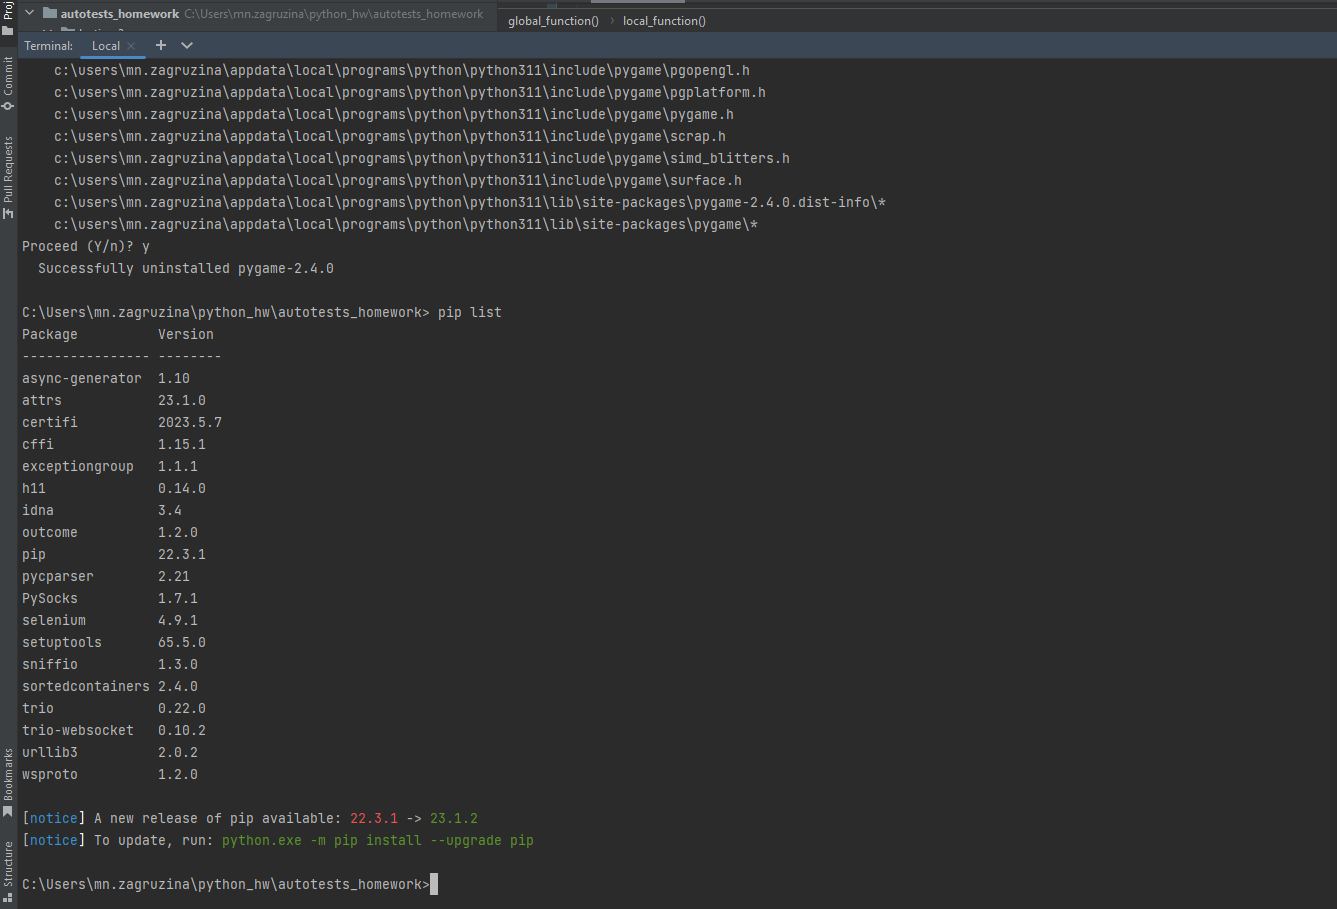 Proj
autotests_homework C:\Users\mn.zagruzina\python_hw\autotests_homework
global_function() › local_function()
Terminal: Local × + 
Commit
Pull Requests
Bookmarks
Structure
c:\users\mn.zagruzina\appdata\local\programs\python\python311\include\pygame\pgopengl.h
c:\users\mn.zagruzina\appdata\local\programs\python\python311\include\pygame\pgplatform.h
c:\users\mn.zagruzina\appdata\local\programs\python\python311\include\pygame\pygame.h
c:\users\mn.zagruzina\appdata\local\programs\python\python311\include\pygame\scrap.h
c:\users\mn.zagruzina\appdata\local\programs\python\python311\include\pygame\simd_blitters.h
c:\users\mn.zagruzina\appdata\local\programs\python\python311\include\pygame\surface.h
c:\users\mn.zagruzina\appdata\local\programs\python\python311\lib\site-packages\pygame-2.4.0.dist-info\*
c:\users\mn.zagruzina\appdata\local\programs\python\python311\lib\site-packages\pygame\*
Proceed (Y/n)? y
Successfully uninstalled pygame-2.4.0
C:\Users\mn.zagruzina\python_hw\autotests_homework> pip list
Package Version
---------------- --------
async-generator 1.10
attrs 23.1.0
certifi 2023.5.7
cffi 1.15.1
exceptiongroup 1.1.1
h11 0.14.0
idna 3.4
outcome 1.2.0
pip 22.3.1
pycparser 2.21
PySocks 1.7.1
selenium 4.9.1
setuptools 65.5.0
sniffio 1.3.0
sortedcontainers 2.4.0
trio 0.22.0
trio-websocket 0.10.2
urllib3 2.0.2
wsproto 1.2.0
[notice] A new release of pip available: 22.3.1 -> 23.1.2
[notice] To update, run: python.exe -m pip install --upgrade pip
C:\Users\mn.zagruzina\python_hw\autotests_homework>